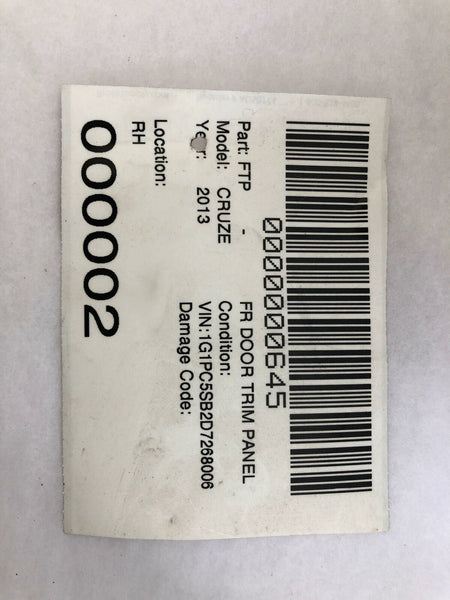 0000000645
Part: FTP - FR DOOR TRIM PANEL
Model: CRUZE Condition:
Year: 2013 VIN:1G1PC5SB2D7268006
Damage Code:
Location:
RH
000002